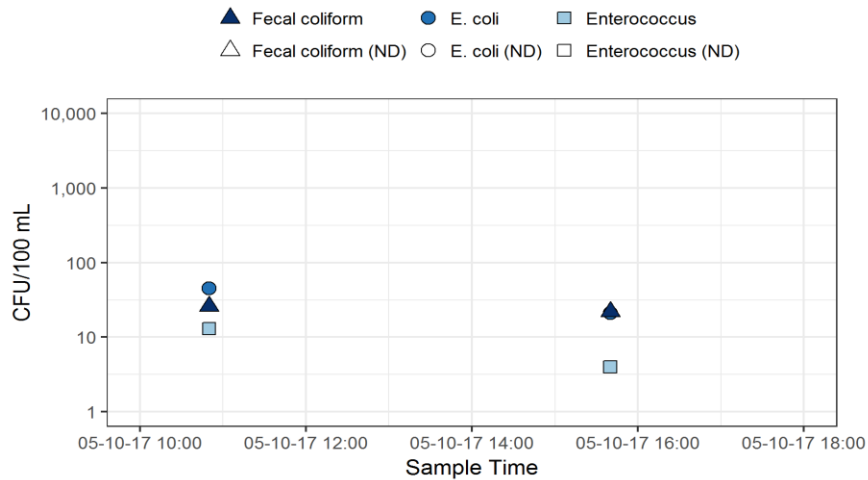 Fecal coliform E. coli Enterococcus
Fecal coliform (ND) E. coli (ND) Enterococcus (ND)
10,000
1,000
100
10
1
CFU/100 mL
05-10-17 10:00 05-10-17 12:00 05-10-17 14:00 05-10-17 16:00 05-10-17 18:00
Sample Time